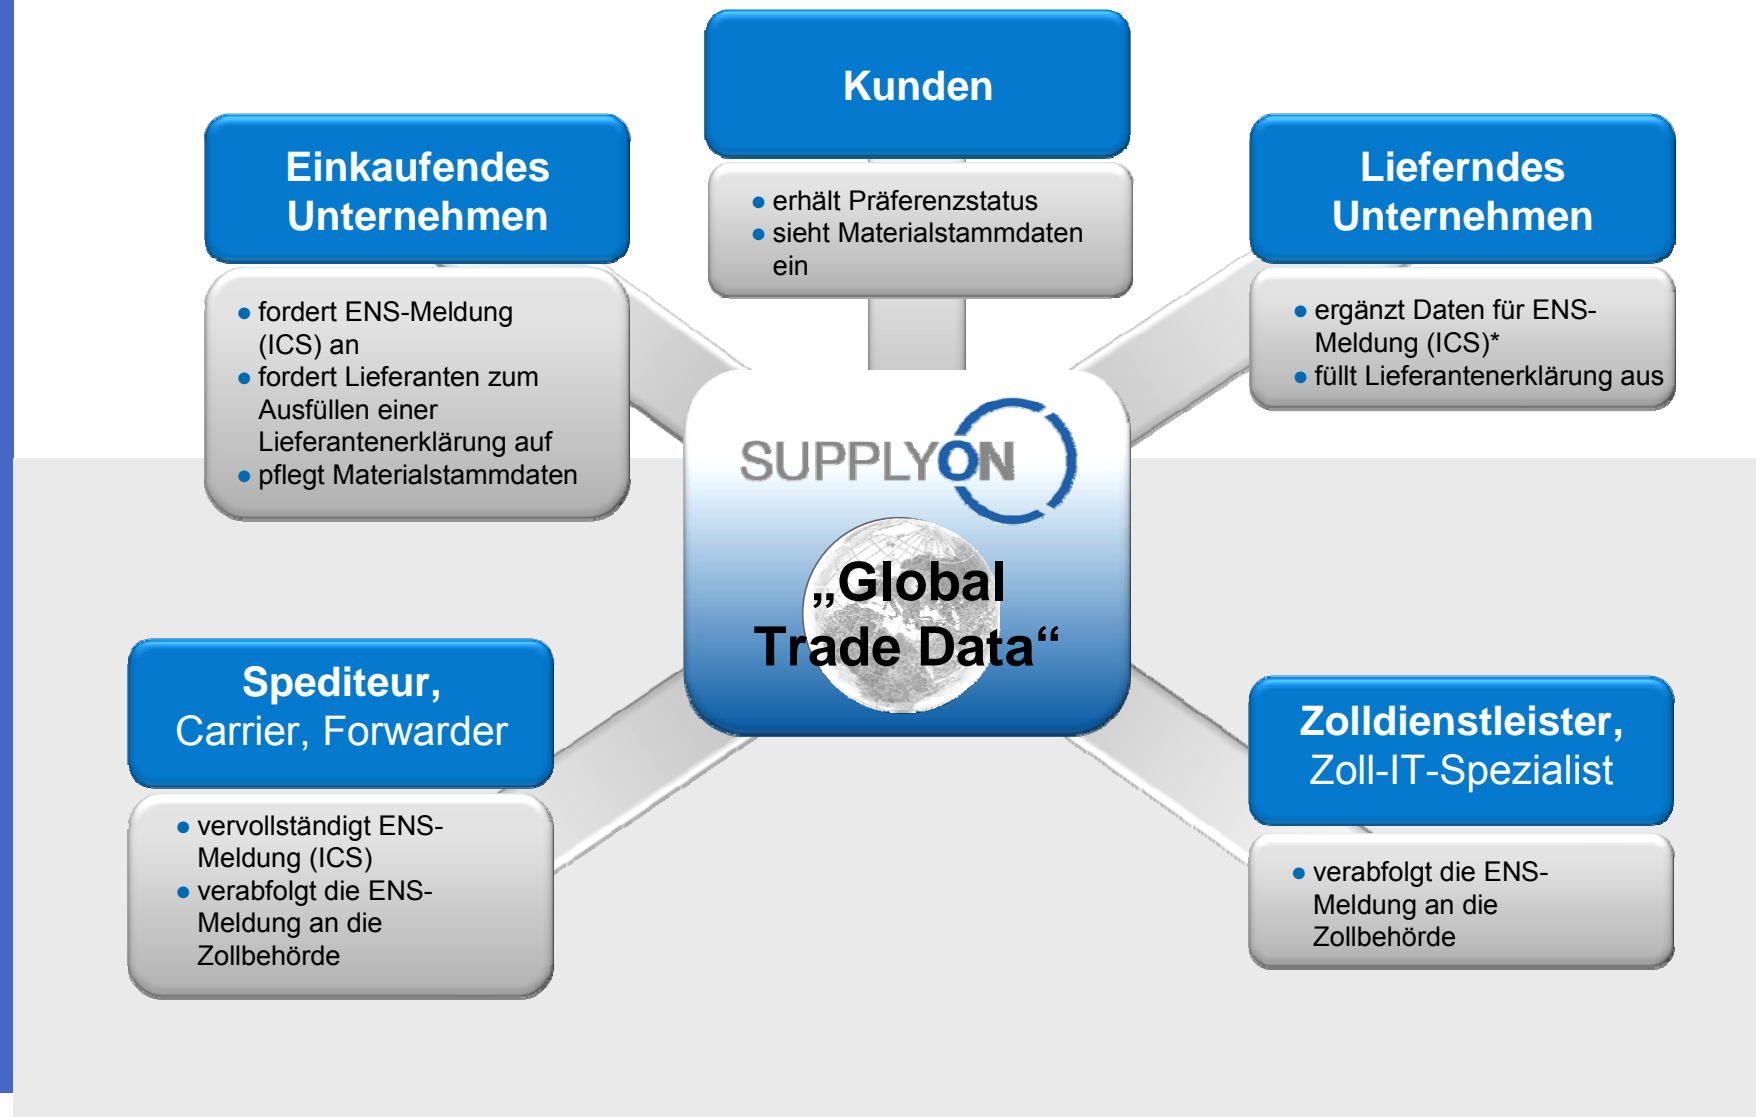 Kunden
● erhält Präferenzstatus
● sieht Materialstammdaten
ein
Einkaufendes
Unternehmen
● fordert ENS-Meldung
(ICS) an
● fordert Lieferanten zum
Ausfüllen einer
Lieferantenerklärung auf
● pflegt Materialstammdaten
Lieferndes
Unternehmen
● ergänzt Daten für ENS-
Meldung (ICS)*
● füllt Lieferantenerklärung aus
SUPPLYON
„Global
Trade Data“
Spediteur,
Carrier, Forwarder
● vervollständigt ENS-
Meldung (ICS)
● verabfolgt die ENS-
Meldung an die
Zollbehörde
Zolldienstleister,
Zoll-IT-Spezialist
● verabfolgt die ENS-
Meldung an die
Zollbehörde